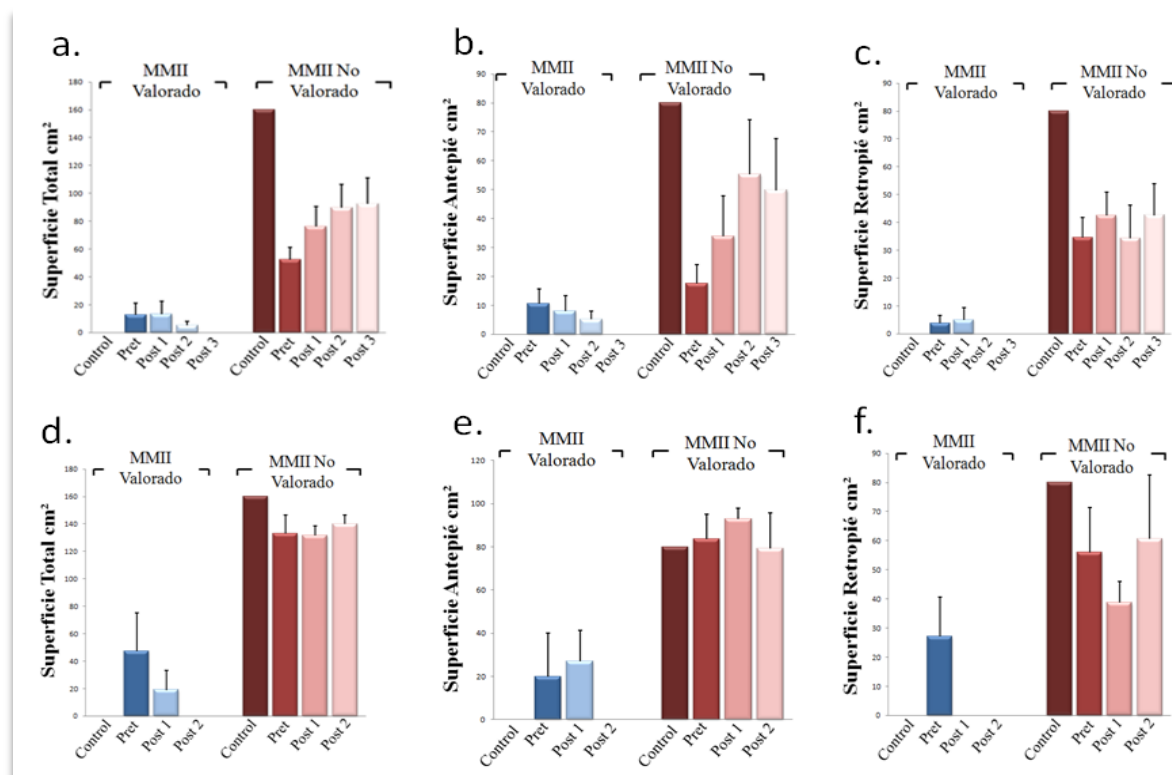 a.
MMII
Valorado
MMII No
Valorado
Superficie Total cm²
180
160
140
120
100
80
60
40
20
0
Control
Pret
Post 1
Post 2
Post 3
Control
Pret
Post 1
Post 2
Post 3
b.
MMII
Valorado
MMII No
Valorado
Superficie Antepié cm²
90
80
70
60
50
40
30
20
10
0
Control
Pret
Post 1
Post 2
Post 3
Control
Pret
Post 1
Post 2
Post 3
c.
MMII
Valorado
MMII No
Valorado
Superficie Retropié cm²
90
80
70
60
50
40
30
20
10
0
Control
Pret
Post 1
Post 2
Post 3
Control
Pret
Post 1
Post 2
Post 3
d.
MMII
Valorado
MMII No
Valorado
Superficie Total cm²
180
160
140
120
100
80
60
40
20
0
Control
Pret
Post 1
Post 2
Control
Pret
Post 1
Post 2
e.
MMII
Valorado
MMII No
Valorado
Superficie Antepié cm²
120
100
80
60
40
20
0
Control
Pret
Post 1
Post 2
Control
Pret
Post 1
Post 2
f.
MMII
Valorado
MMII No
Valorado
Superficie Retropié cm²
90
80
70
60
50
40
30
20
10
0
Control
Pret
Post 1
Post 2
Control
Pret
Post 1
Post 2